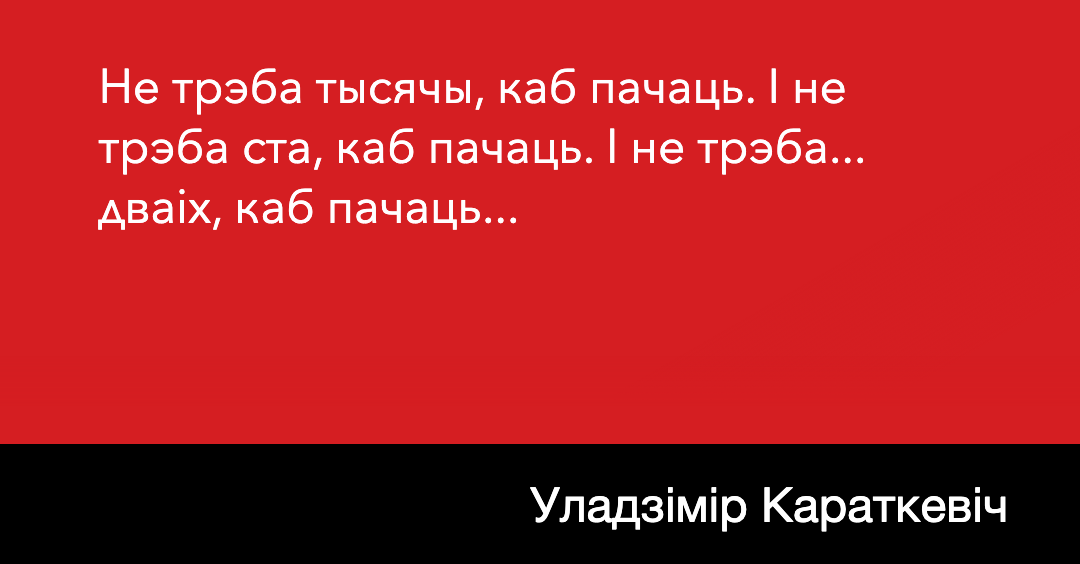 Не трэба тысячы, каб пачаць. І не
трэба ста, каб пачаць. І не трэба...
дваіх, каб пачаць...
Уладзімір Караткевіч